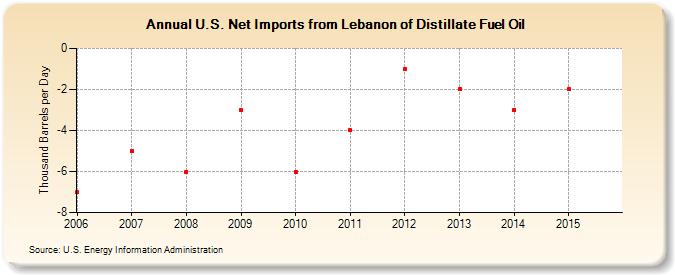 Annual U.S. Net Imports from Lebanon of Distillate Fuel Oil
Thousand Barrels per Day
0
-2
-4
-6
-8
2006 2007 2008 2009 2010 2011 2012 2013 2014 2015
Source: U.S. Energy Information Administration